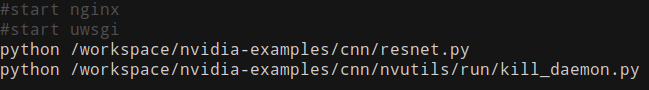 #start nginx
#start uwsgi
python /workspace/nvidia-examples/cnn/resnet.py
python /workspace/nvidia-examples/cnn/nvutils/run/kill_daemon.py